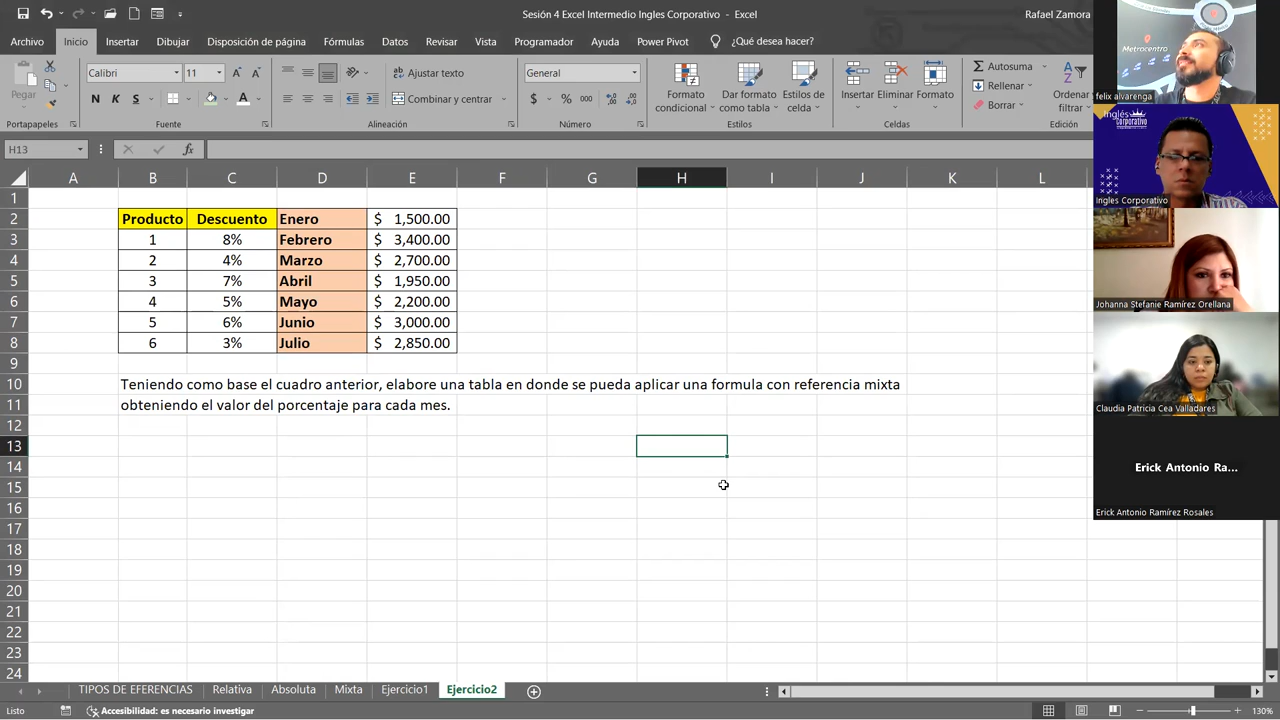 Sesión 4 Excel Intermedio Ingles Corporativo - Excel
Rafael Zamora
Archivo Inicio Insertar Dibujar Disposición de página Fórmulas Datos Revisar Vista Programador Ayuda Power Pivot ¿Qué desea hacer?
Pegar
Calibri 11
N K S
Ajustar texto
Combinar y centrar
General
$ % 000
Formato condicional
Dar formato como tabla
Estilos de celda
Insertar Eliminar Formato
Autosuma
Rellenar
Borrar
Ordenar filtrar
Portapapeles Fuente Alineación Número Estilos Celdas Edición
H13 fx
A B C D E F G H I J K L
1
2 Producto Descuento Enero $ 1,500.00
3 1 8% Febrero $ 3,400.00
4 2 4% Marzo $ 2,700.00
5 3 7% Abril $ 1,950.00
6 4 5% Mayo $ 2,200.00
7 5 6% Junio $ 3,000.00
8 6 3% Julio $ 2,850.00
9
10 Teniendo como base el cuadro anterior, elabore una tabla en donde se pueda aplicar una formula con referencia mixta
11 obteniendo el valor del porcentaje para cada mes.
12
13
14
15
16
17
18
19
20
21
22
23
24
TIPOS DE EFERENCIAS Relativa Absoluta Mixta Ejercicio1 Ejercicio2
Listo Accesibilidad: es necesario investigar 130%
Metrocentro
felix alvarenga
Inglés Corporativo
Ingles Corporativo
Johanna Stefanie Ramírez Orellana
Claudia Patricia Cea Valladares
Erick Antonio Ra...
Erick Antonio Ramírez Rosales